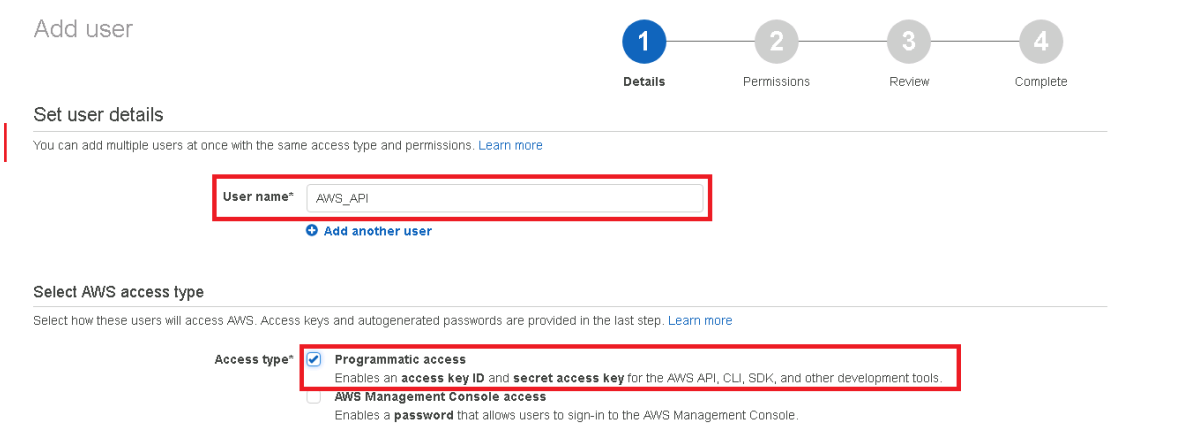 Add user
1 2 3 4
Details Permissions Review Complete
Set user details
You can add multiple users at once with the same access type and permissions. Learn more
User name* AWS_API
Add another user
Select AWS access type
Select how these users will access AWS. Access keys and autogenerated passwords are provided in the last step. Learn more
Access type* Programmatic access
Enables an access key ID and secret access key for the AWS API, CLI, SDK, and other development tools.
AWS Management Console access
Enables a password that allows users to sign-in to the AWS Management Console.